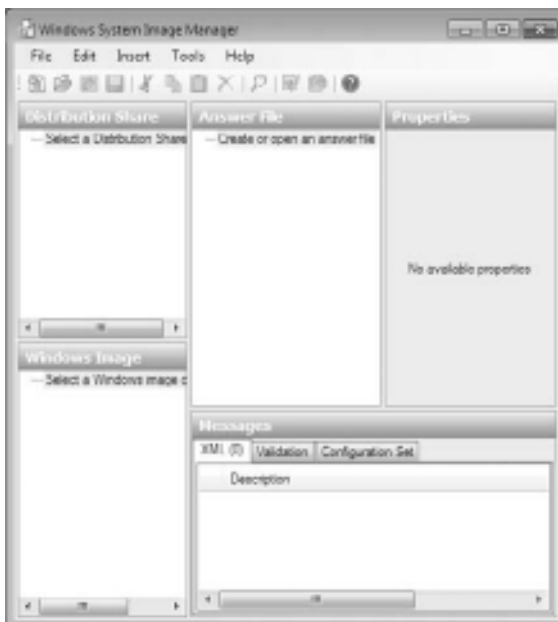 Windows System Image Manager
File Edit Insert Tools Help
Distribution Share
Select a Distribution Share
Answer File
Create or open an answer file
Properties
No available properties
Windows Image
Select a Windows image
Messages
XML (0) Validation Configuration Set
Description